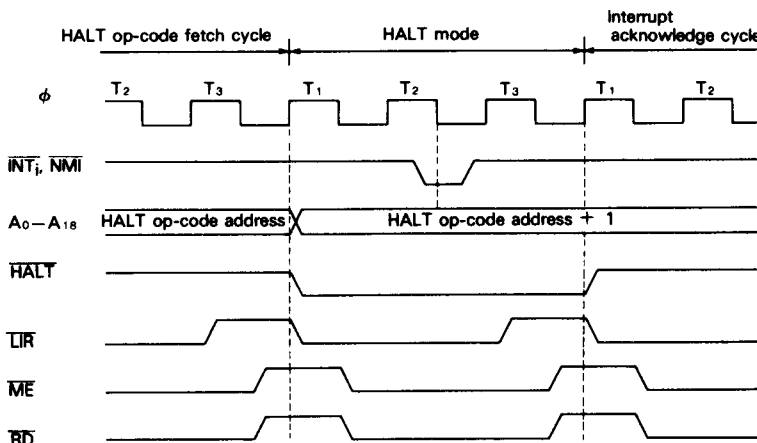 HALT op-code fetch cycle HALT mode Interrupt acknowledge cycle
ϕ T₂ T₃ T₁ T₂ T₃ T₁ T₂
INTᵢ, NMI
A₀–A₁₈ HALT op-code address HALT op-code address + 1
HALT
LIR
ME
RD